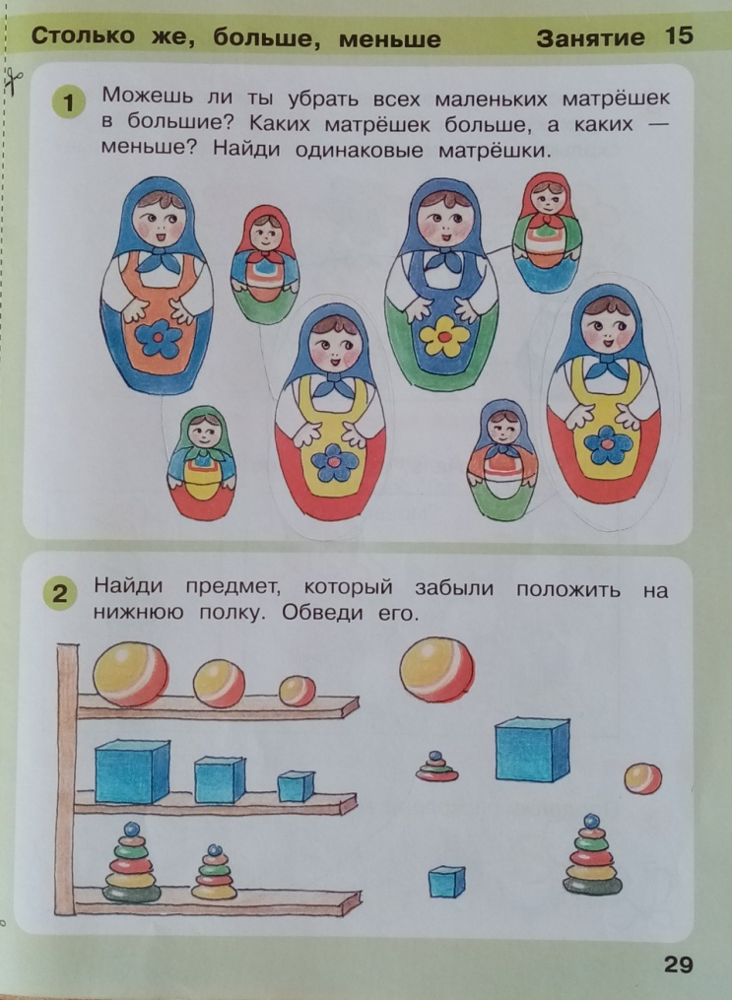 Столько же, больше, меньше Занятие 15
1 Можешь ли ты убрать всех маленьких матрёшек
в большие? Каких матрёшек больше, а каких —
меньше? Найди одинаковые матрёшки.
2 Найди предмет, который забыли положить на
нижнюю полку. Обведи его.
29